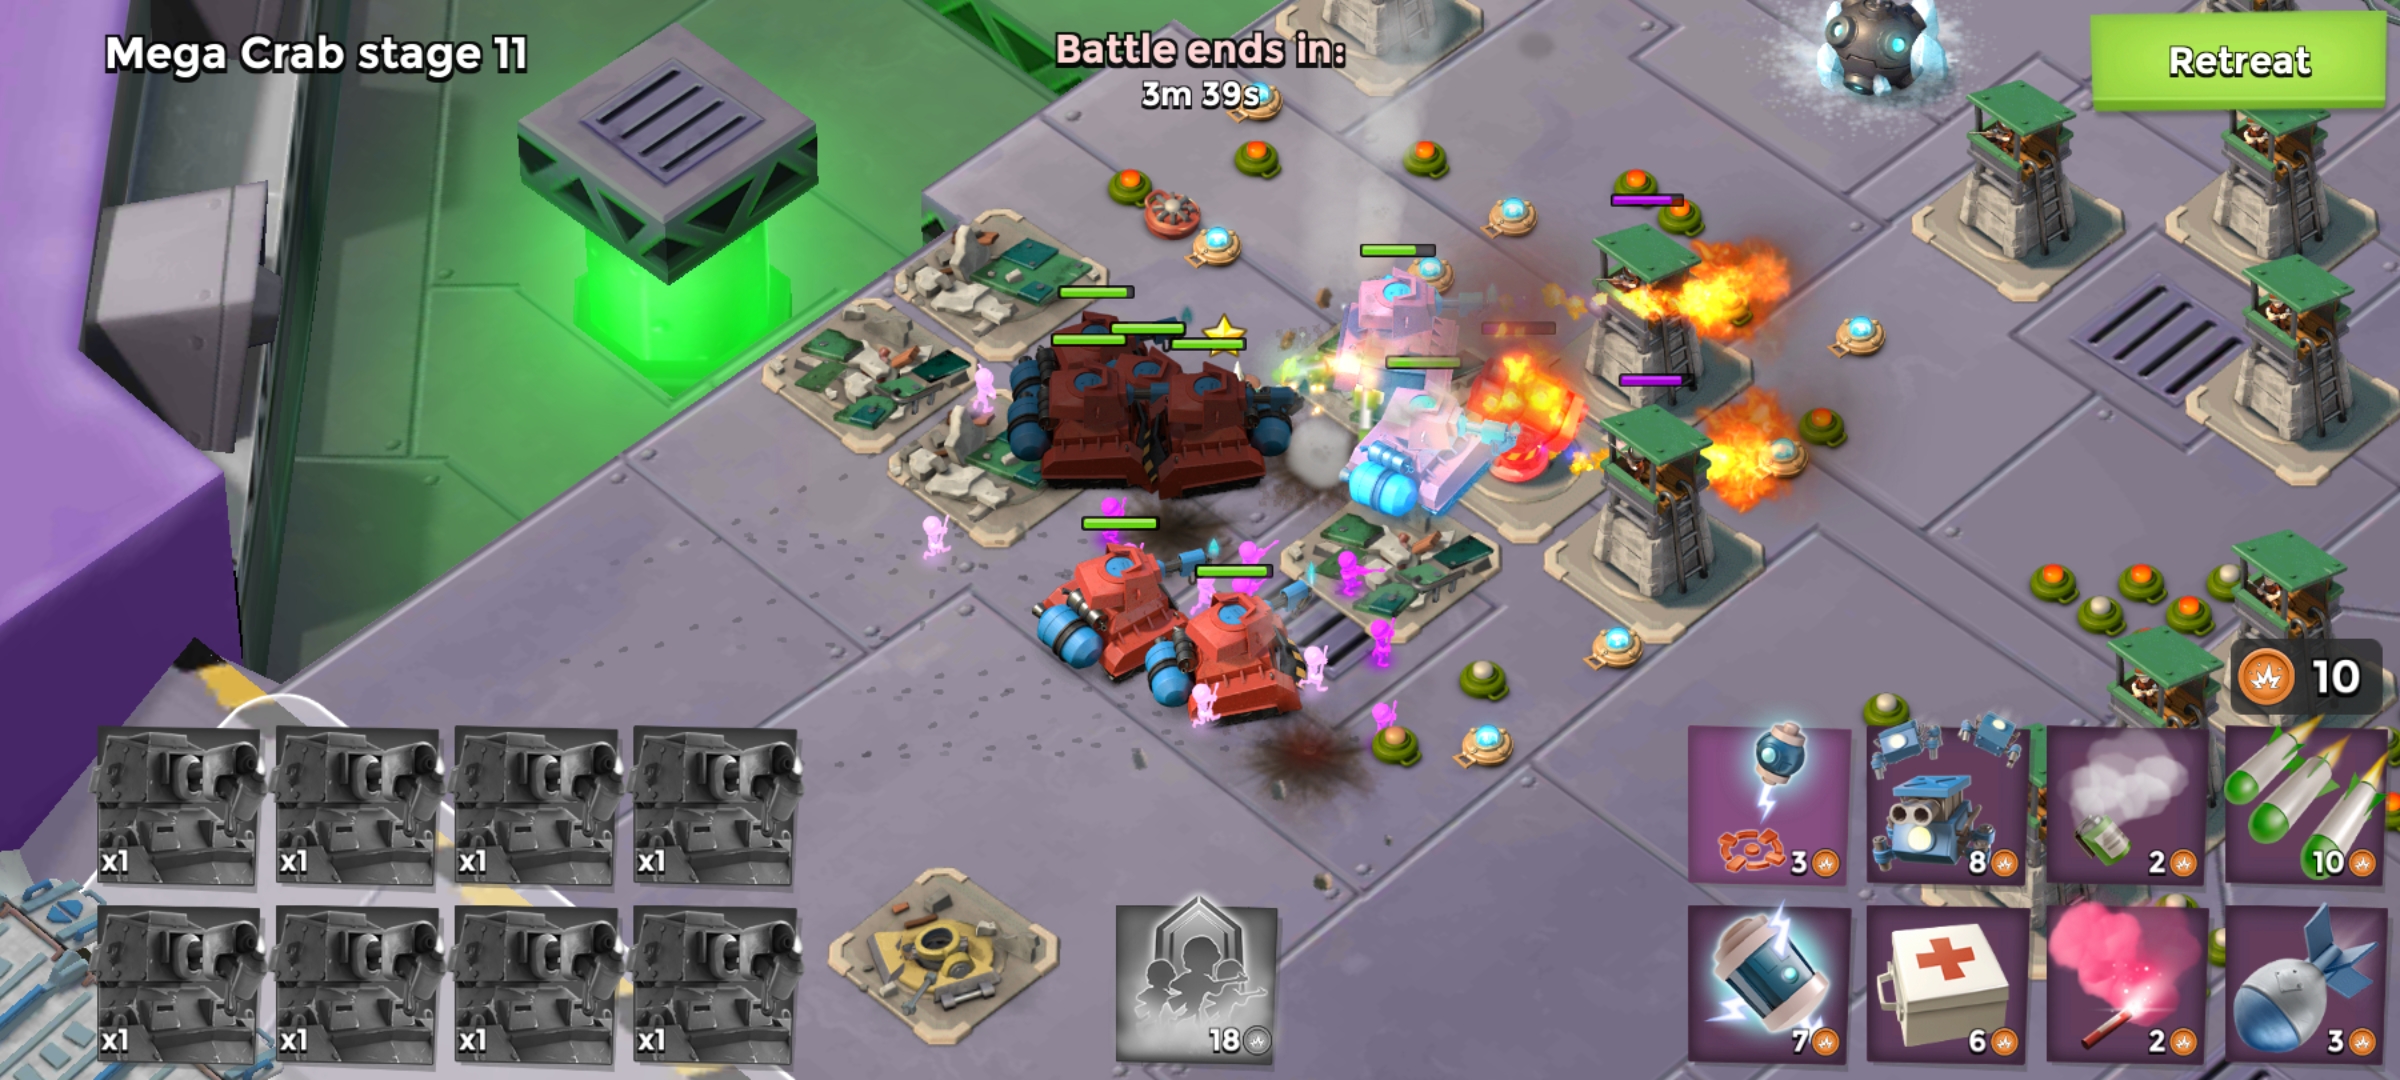 Mega Crab stage 11
Battle ends in:
3m 39s
Retreat
10
x1 x1 x1 x1
3 8 2 10
x1 x1 x1 x1
18
7 6 2 3